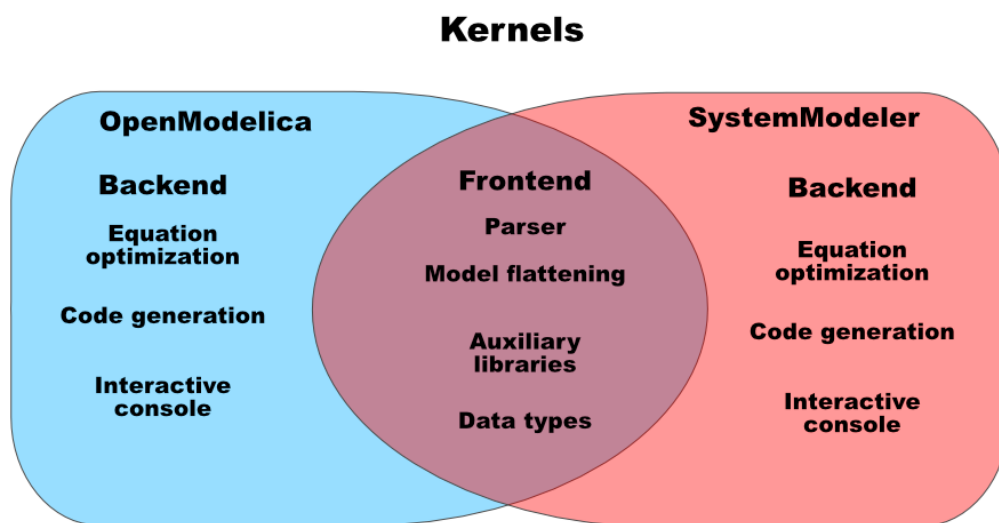 Kernels
OpenModelica
Backend
Equation
optimization
Code generation
Interactive
console
Frontend
Parser
Model flattening
Auxiliary
libraries
Data types
SystemModeler
Backend
Equation
optimization
Code generation
Interactive
console